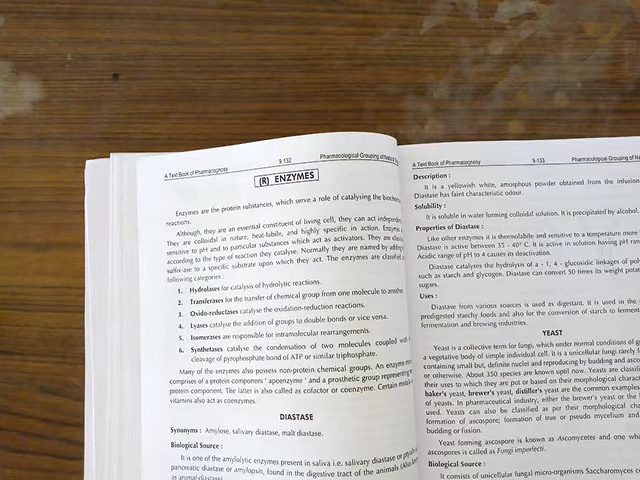 A Text Book of Pharmacognosy 9·132 Pharmacological Grouping of Natural
(R) ENZYMES
Enzymes are the protein substances, which serve a role of catalysing the
reactions.
Although, they are an essential constituent of living cell, they can act
They are colloidal in nature, heat-labile, and highly specific in action. Enzymes
sensitive to pH and to particular substances which act as activators. They are
according to the type of reaction they catalyse. Normally they are named by
suffix-ase to a specific substrate upon which they act. The enzymes are classified
following categories :
1. Hydrolases for catalysis of hydrolytic reactions.
2. Transferases for the transfer of chemical group from one molecule to another.
3. Oxido-reductases catalyse the oxidation-reduction reactions.
4. Lyases catalyse the addition of groups to double bonds or vice versa.
5. Isomerases are responsible for intramolecular rearrangements.
6. Synthetases catalyse the condensation of two molecules coupled with
cleavage of pyrophosphate bond of ATP or similar triphosphate.
Many of the enzymes also possess non-protein chemical groups. An enzyme
comprises of a protein component ' apoenzyme ' and a prosthetic group
protein component. The latter is also called as cofactor or coenzyme. Certain
vitamins also act as coenzymes.
DIASTASE
Synonyms : Amylose, salivary diastase, malt diastase.
Biological Source :
It is one of the amylolytic enzymes present in saliva i.e. salivary diastase or
pancreatic diastase or amylopsin, found in the digestive tract of the animals
as animal-diastase)
A Text Book of Pharmacognosy 9-133 Pharmacological Grouping of
Description :
It is a yellowish white, amorphous powder obtained from the infusion
Diastase has faint characteristic odour.
Solubility :
It is soluble in water forming colloidal solution. It is precipitated by alcohol.
Properties of Diastase :
Like other enzymes it is thermolabile and sensitive to a temperature more
Diastase is active between 35 - 40° C. It is active in solution having pH
Acidic range of pH to 4 causes its deactivation.
Diastase catalyses the hydrolysis of a - 1, 4 - glucosidic linkages of
such as starch and glycogen. Diastase can convert 50 times its weight
sugars.
Uses :
Diastase from various sources is used as digestant. It is used in the
predigested starchy foods and also for the conversion of starch to
fermentation and brewing industries.
YEAST
Yeast is a collective term for fungi, which under normal conditions of
a vegetative body of simple individual cell. It is a unicellular fungi rarely
containing small but, definite nuclei and reproducing by budding and
or otherwise. About 350 species are known until now. Yeasts are
their uses to which they are put or based on their morphological
baker's yeast, brewer's yeast, distiller's yeast are the common
of yeasts. In pharmaceutical industry, either the brewer's yeast or the
used. Yeasts can also be classified as per their morphological
formation of ascospore; formation of true or pseudo mycelium and
budding or fission.
Yeast forming ascospore is known as Ascomycetes and one
ascospores is called as Fungi imperfecti.
Biological Source :
It consists of unicellular fungal micro-organisms Saccharomyces